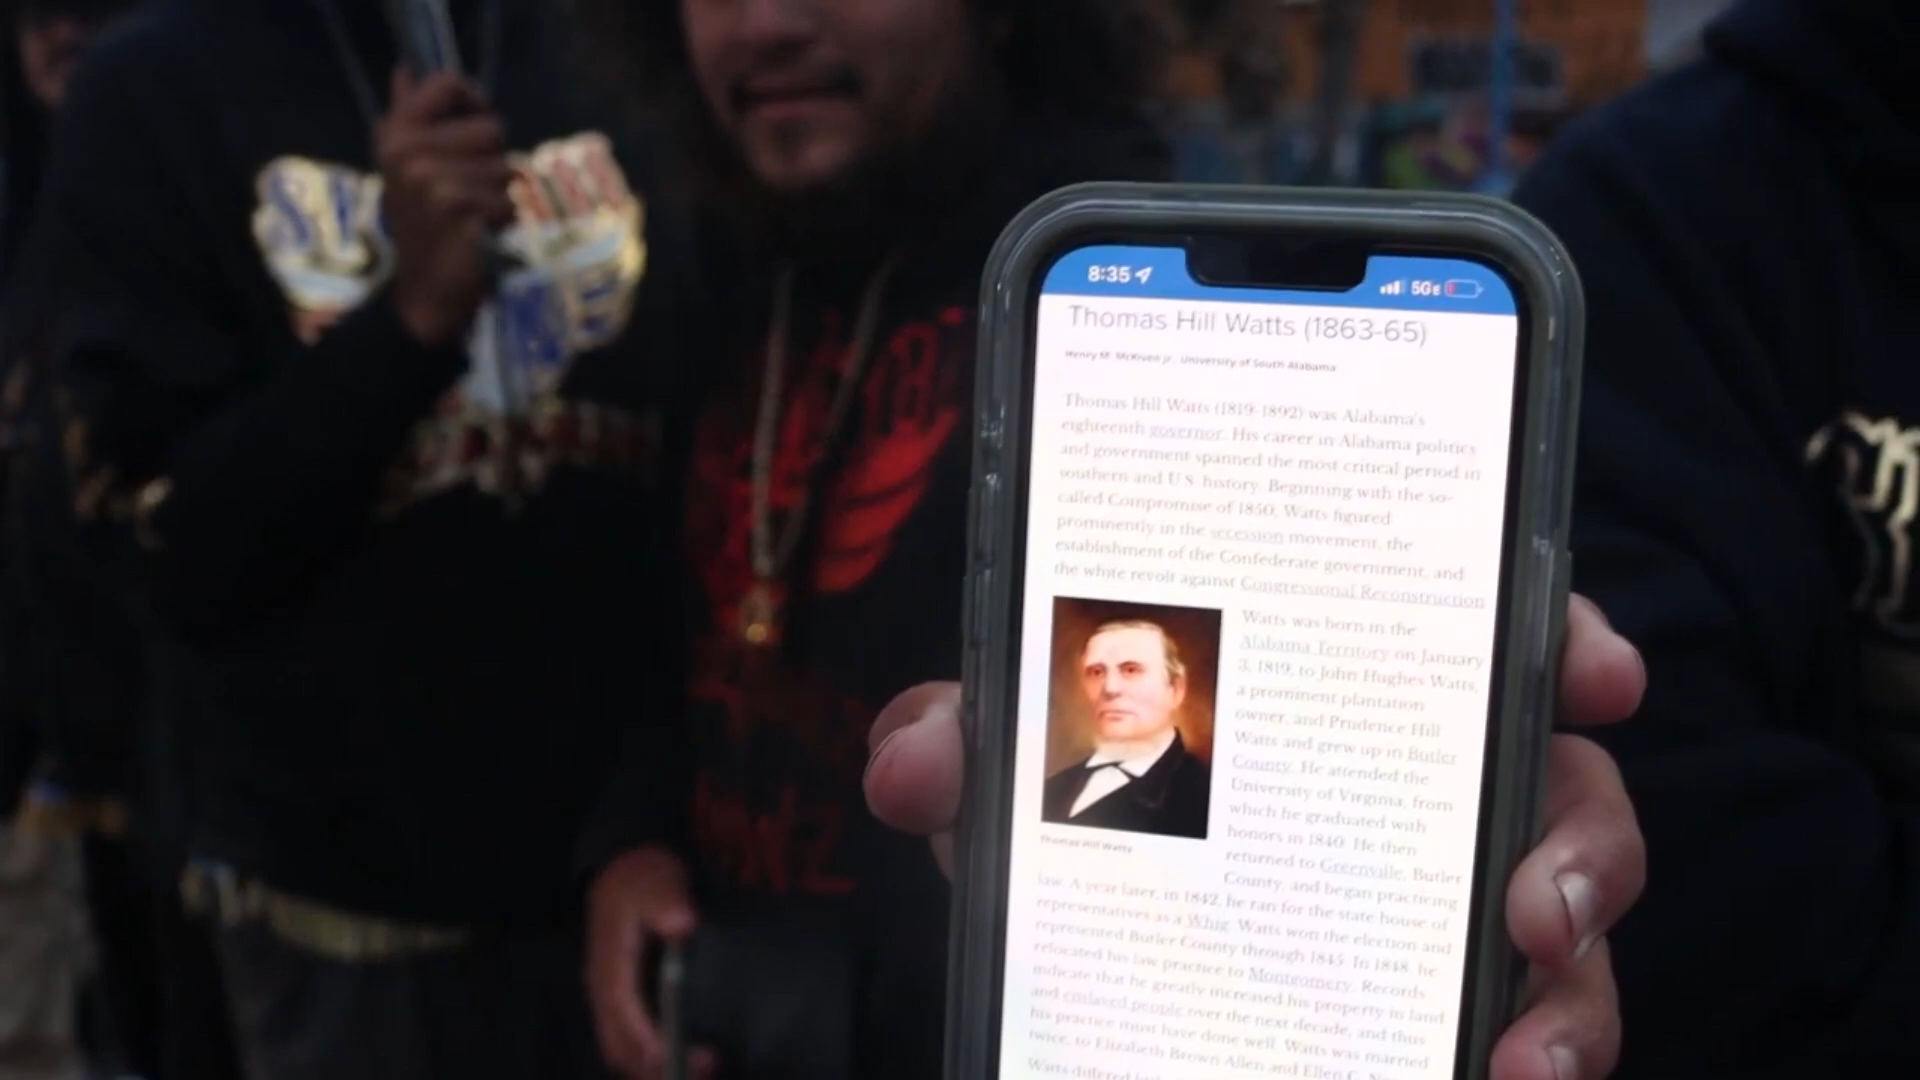 8:35
5GE
Thomas Hill Watts (1863-65)
Henry M. McKiven Jr., University of South Alabama
Thomas Hill Watts (1819-1892) was Alabama's
eighteenth governor. His career in Alabama politics
and government spanned the most critical period in
southern and U.S. history. Beginning with the so-
called Compromise of 1850, Watts figured
prominently in the secession movement, the
establishment of the Confederate government, and
the white revolt against Congressional Reconstruction
Watts was born in the
Alabama Territory on January
3, 1819, to John Hughes Watts,
a prominent plantation
owner, and Prudence Hill
Watts and grew up in Butler
County. He attended the
University of Virginia, from
which he graduated with
honors in 1840. He then
returned to Greenville, Butler
County, and began practicing
Thomas Hill Watts
law. A year later, in 1842, he ran for the state house of
representatives as a Whig. Watts won the election and
represented Butler County through 1845. In 1848, he
relocated his law practice to Montgomery. Records
indicate that he greatly increased his property in land
and enslaved people over the next decade, and thus
his practice must have done well. Watts was married
twice, to Elizabeth Brown Allen and Ellen C.
Watts differed